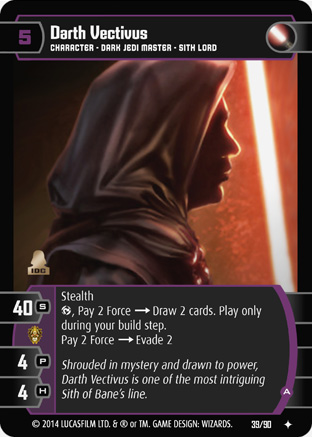 5
Darth Vectivus
CHARACTER - DARK JEDI MASTER - SITH LORD
IDC
40 S
Stealth
, Pay 2 Force → Draw 2 cards. Play only
during your build step.
Pay 2 Force → Evade 2
4 P
4 H
Shrouded in mystery and drawn to power,
Darth Vectivus is one of the most intriguing
Sith of Bane's line.
A
© 2014 LUCASFILM LTD. & ® or TM. GAME DESIGN: WIZARDS.
39/90